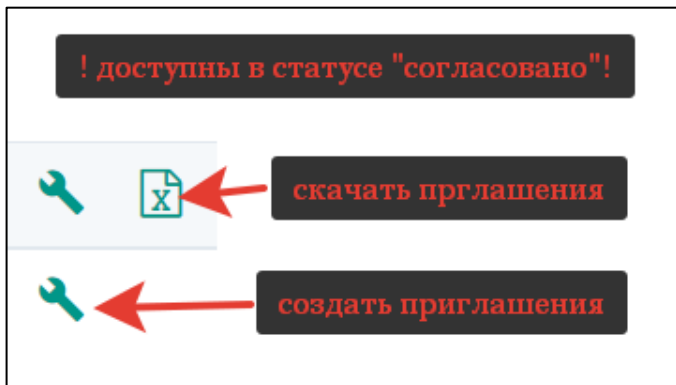 ! доступны в статусе "согласовано"!
X
скачать прглашения
создать приглашения